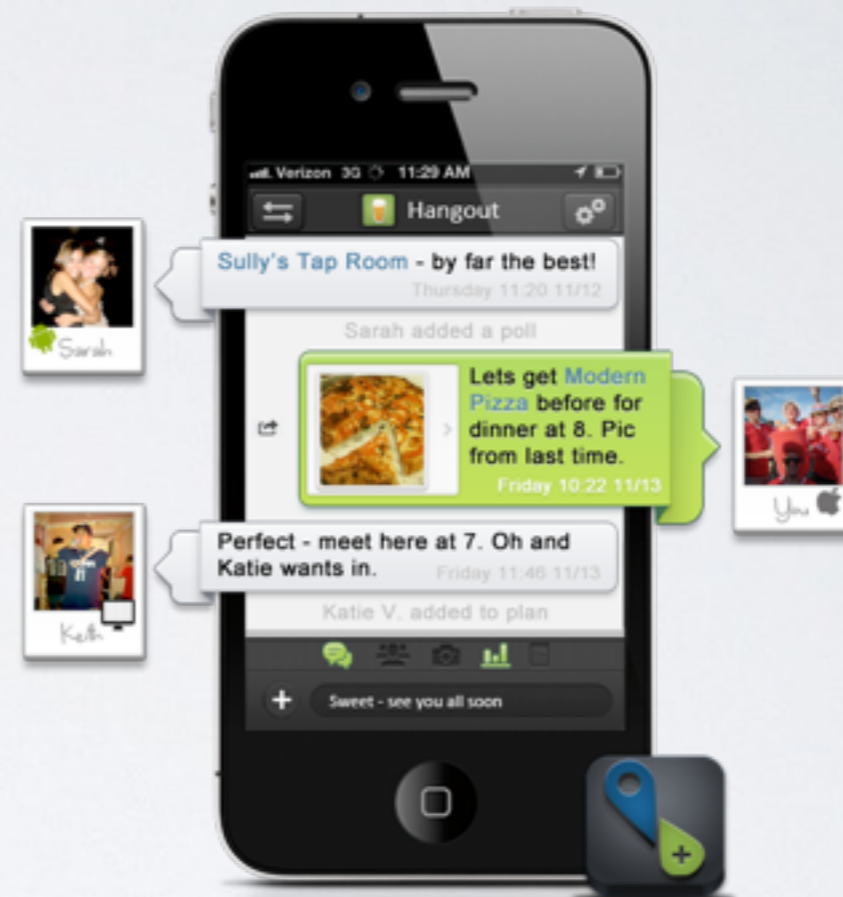 Verizon 3G 11:29 AM
Hangout
Sully's Tap Room - by far the best!
Thursday 11:20 11/12
Sarah
Sarah added a poll
Lets get Modern
Pizza before for
dinner at 8. Pic
from last time.
Friday 10:22 11/13
You
Perfect - meet here at 7. Oh and
Katie wants in.
Friday 11:46 11/13
Keith
Katie V. added to plan
Sweet - see you all soon